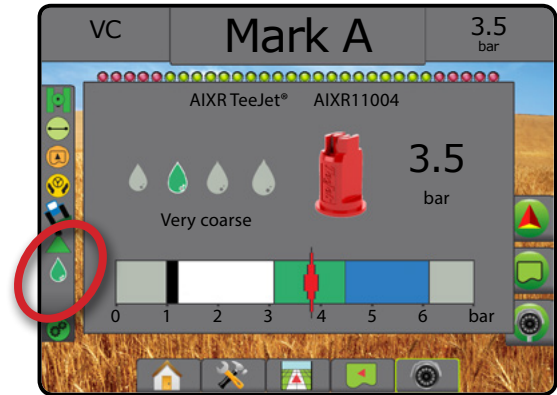 VC
Mark A
3.5
bar
AIXR TeeJet® AIXR11004
3.5
bar
Very coarse
0 1 2 3 4 5 6 bar